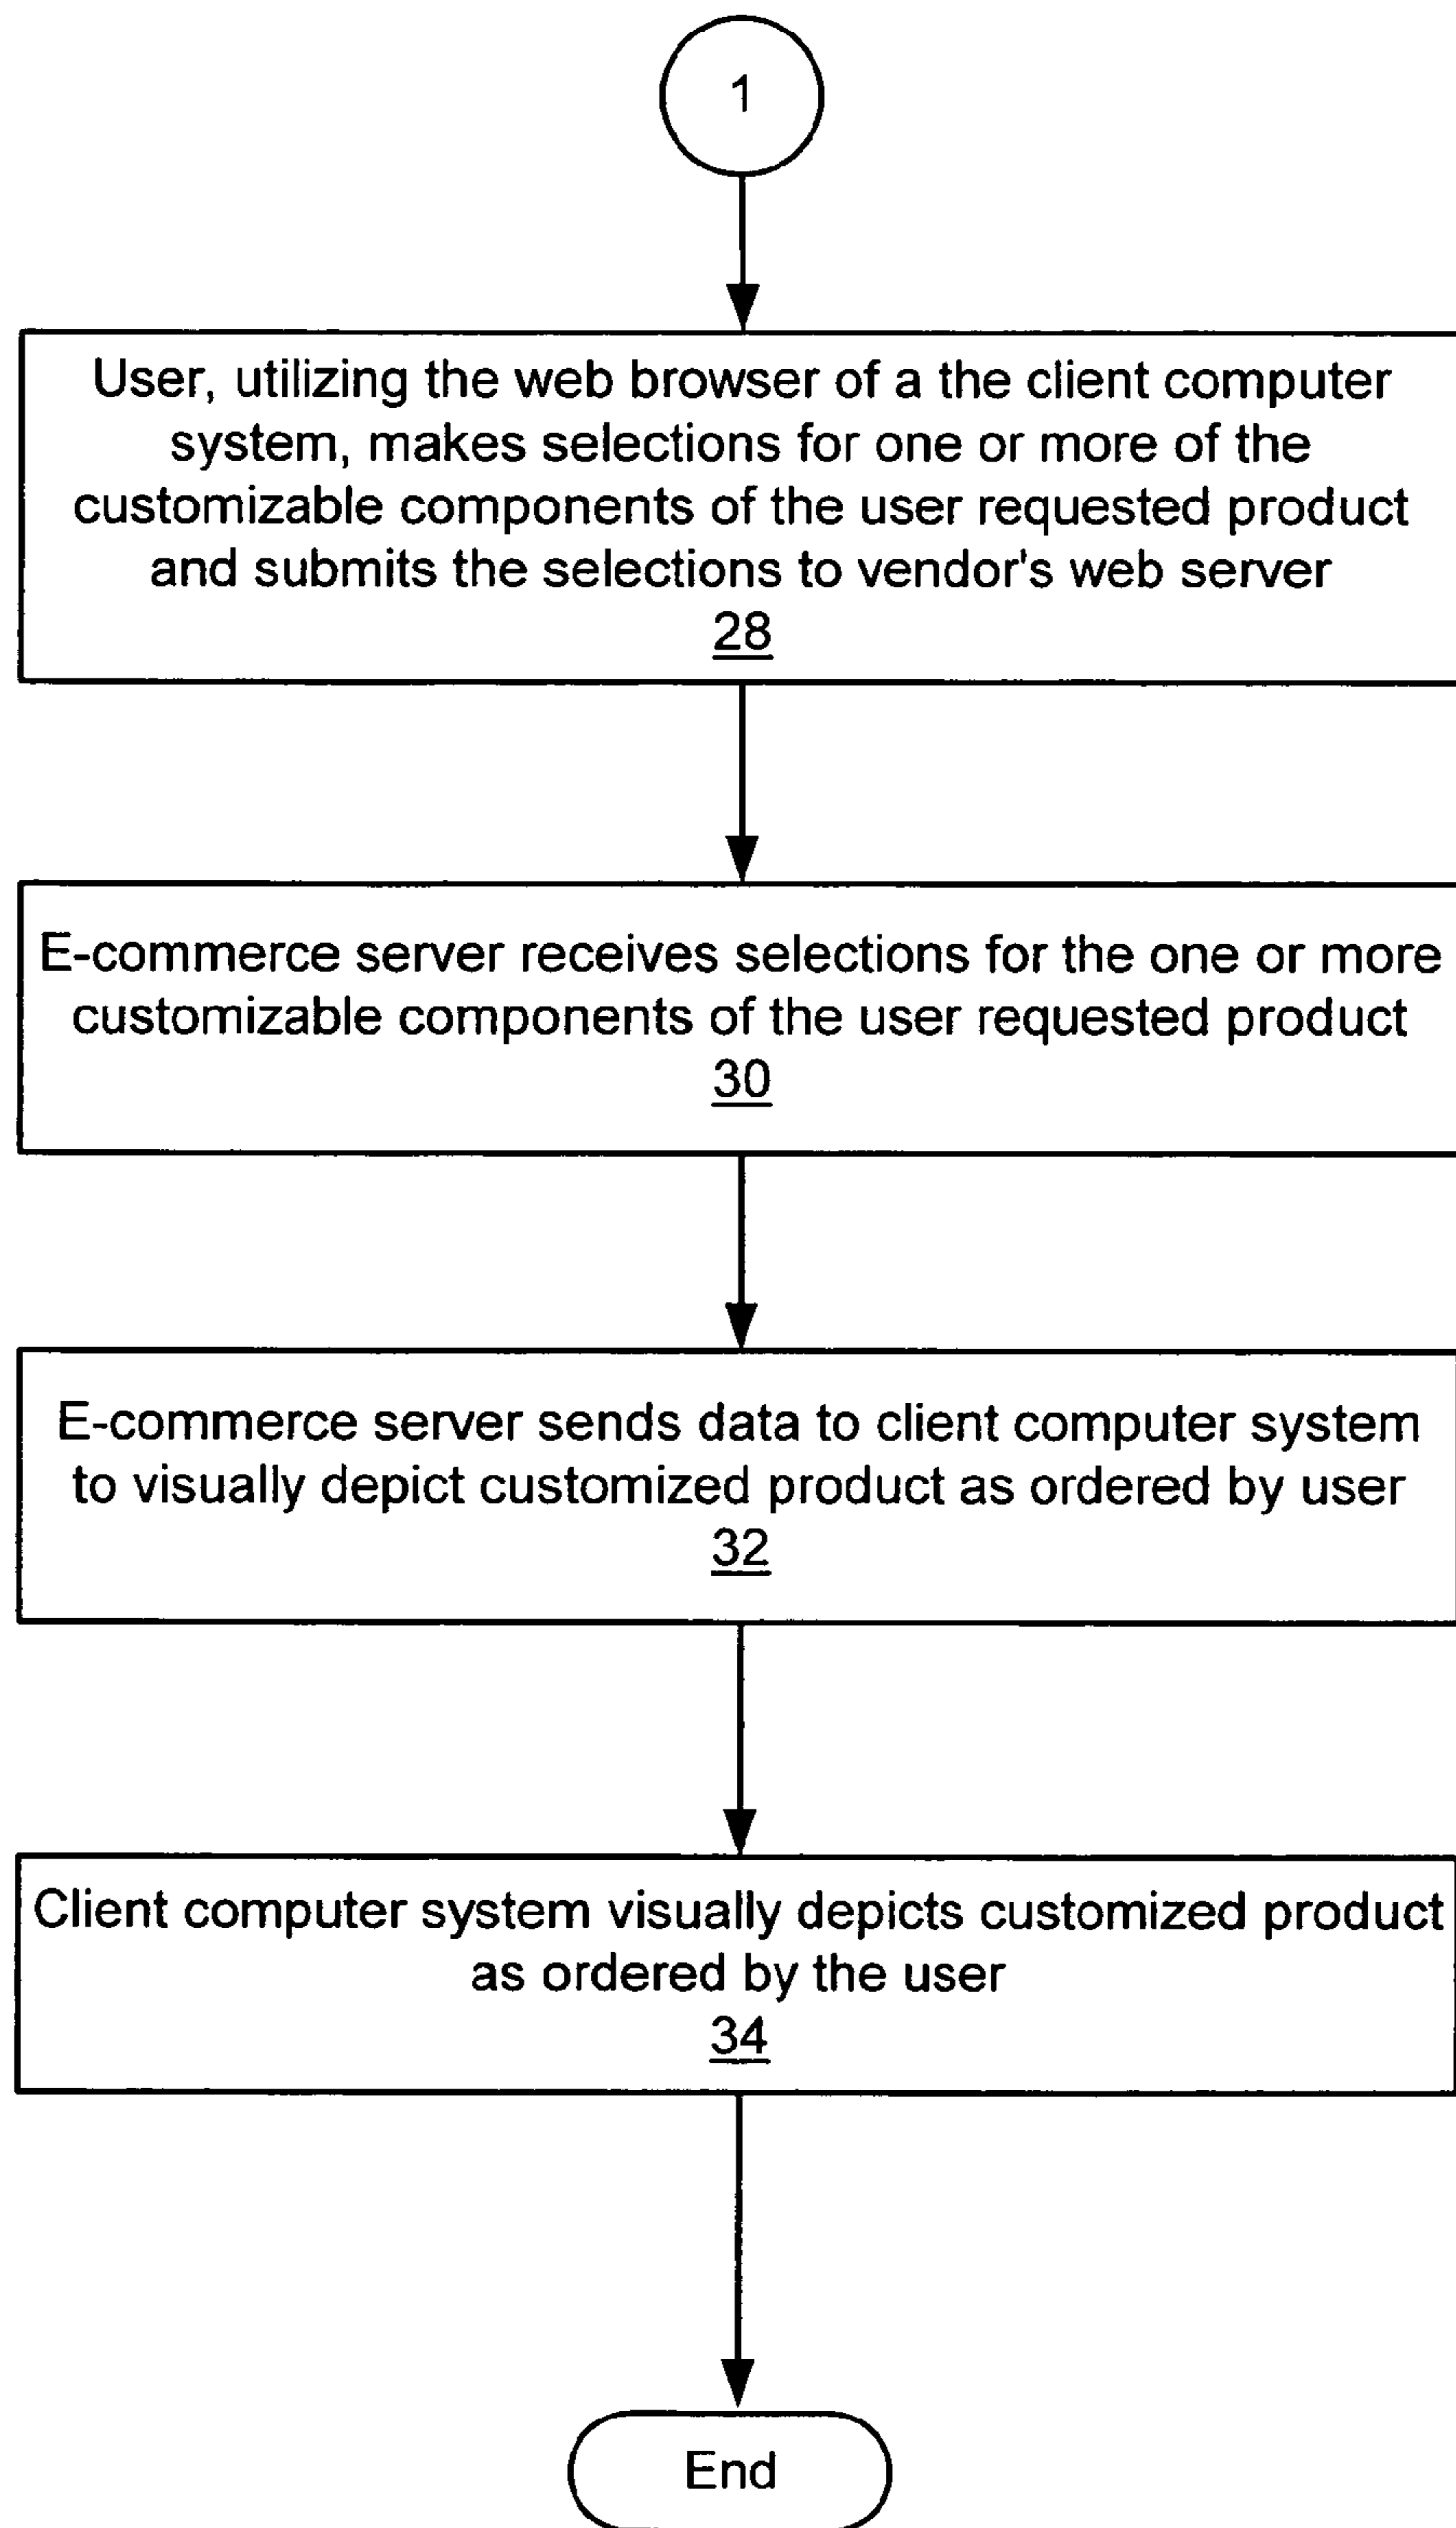 1
User, utilizing the web browser of a the client computer
system, makes selections for one or more of the
customizable components of the user requested product
and submits the selections to vendor's web server
28
E-commerce server receives selections for the one or more
customizable components of the user requested product
30
E-commerce server sends data to client computer system
to visually depict customized product as ordered by user
32
Client computer system visually depicts customized product
as ordered by the user
34
End